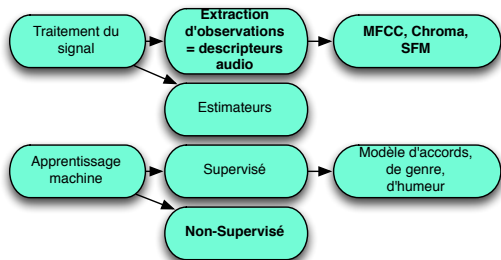 Traitement du
signal
Extraction
d'observations
= descripteurs
audio
MFCC, Chroma,
SFM
Estimateurs
Apprentissage
machine
Supervisé
Modèle d'accords,
de genre,
d'humeur
Non-Supervisé